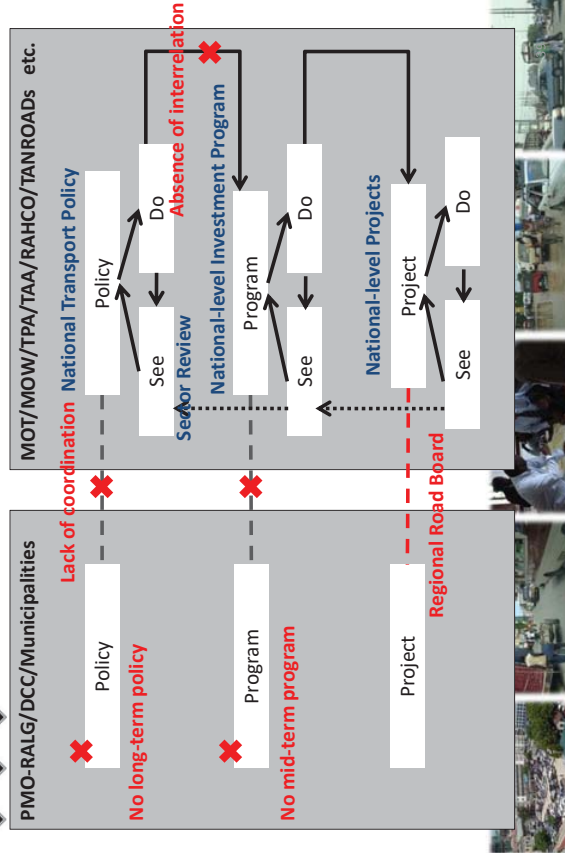 PMO-RALG/DCC/Municipalities
Policy
No long-term policy
Program
No mid-term program
Project
Lack of coordination
Regional Road Board
MOT/MOW/TPA/TAA/RAHCO/TANROADs etc.
National Transport Policy
Policy
See
Do
Sector Review
Absence of interrelation
National-level Investment Program
Program
See
Do
National-level Projects
Project
See
Do